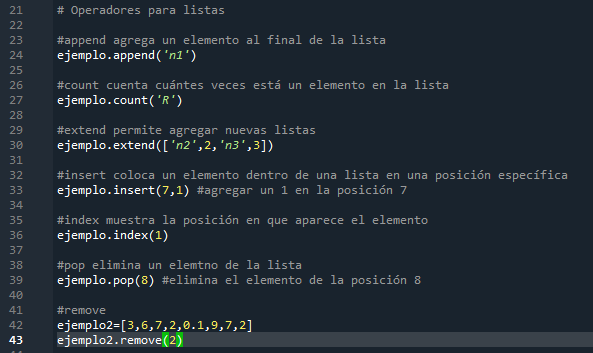 21 # Operadores para listas
22
23 #append agrega un elemento al final de la lista
24 ejemplo.append('n1')
25
26 #count cuenta cuántes veces está un elemento en la lista
27 ejemplo.count('R')
28
29 #extend permite agregar nuevas listas
30 ejemplo.extend(['n2',2,'n3',3])
31
32 #insert coloca un elemento dentro de una lista en una posición específica
33 ejemplo.insert(7,1) #agregar un 1 en la posición 7
34
35 #index muestra la posición en que aparece el elemento
36 ejemplo.index(1)
37
38 #pop elimina un elemtno de la lista
39 ejemplo.pop(8) #elimina el elemento de la posición 8
40
41 #remove
42 ejemplo2=[3,6,7,2,0.1,9,7,2]
43 ejemplo2.remove(2)